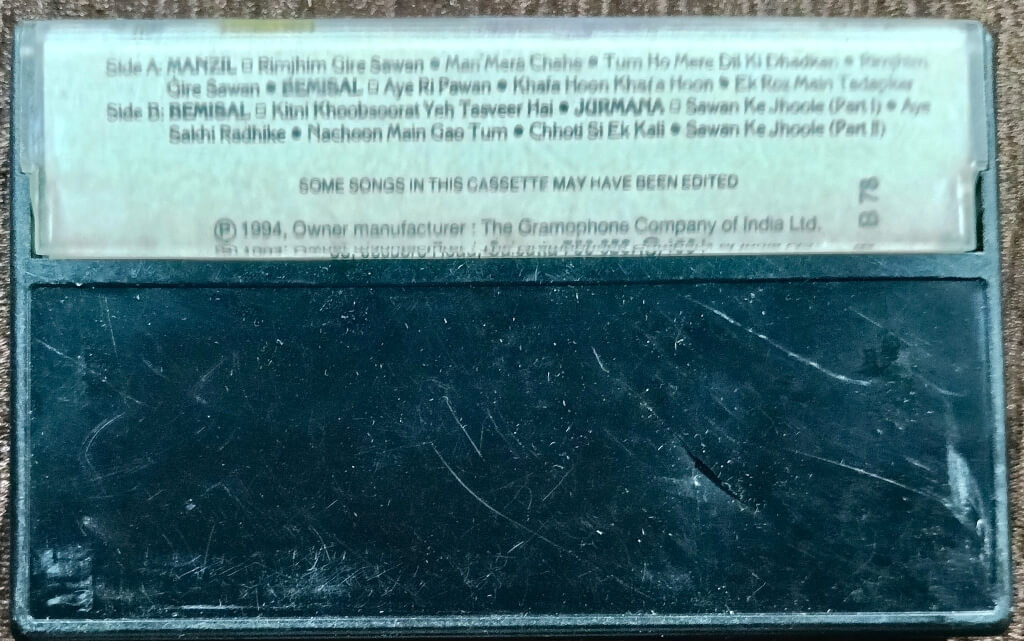 Side A: MANZIL □ Rimjhim Gire Sawan ● Man Mera Chahe ● Tum Ho Mere Dil Ki Dhadkan ● Rimjhim
Gire Sawan ● BEMISAL □ Aye Ri Pawan ● Khafa Hoon Khafa Hoon ● Ek Roz Main Tadapkar
Side B: BEMISAL □ Kitni Khoobsoorat Yeh Tasveer Hai ● JURMANA □ Sawan Ke Jhoole (Part I) ● Aye
Sakhi Radhike ● Nachoon Main Gao Tum ● Chhoti Si Ek Kali ● Sawan Ke Jhoole (Part II)
SOME SONGS IN THIS CASSETTE MAY HAVE BEEN EDITED
B 78
Ⓟ 1994, Owner manufacturer : The Gramophone Company of India Ltd.